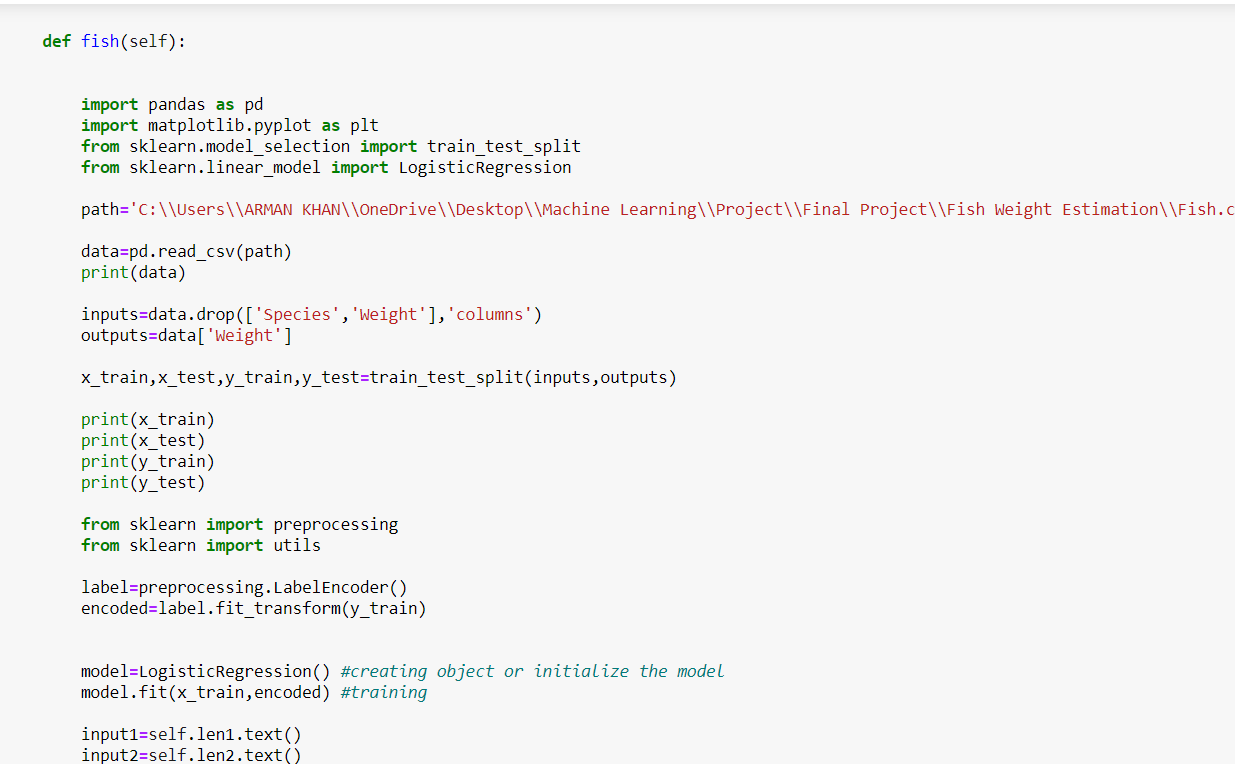 def fish(self):
import pandas as pd
import matplotlib.pyplot as plt
from sklearn.model_selection import train_test_split
from sklearn.linear_model import LogisticRegression
path='C:\\Users\\ARMAN KHAN\\OneDrive\\Desktop\\Machine Learning\\Project\\Final Project\\Fish Weight Estimation\\Fish.c
data=pd.read_csv(path)
print(data)
inputs=data.drop(['Species','Weight'],'columns')
outputs=data['Weight']
x_train,x_test,y_train,y_test=train_test_split(inputs,outputs)
print(x_train)
print(x_test)
print(y_train)
print(y_test)
from sklearn import preprocessing
from sklearn import utils
label=preprocessing.LabelEncoder()
encoded=label.fit_transform(y_train)
model=LogisticRegression() #creating object or initialize the model
model.fit(x_train,encoded) #training
input1=self.len1.text()
input2=self.len2.text()